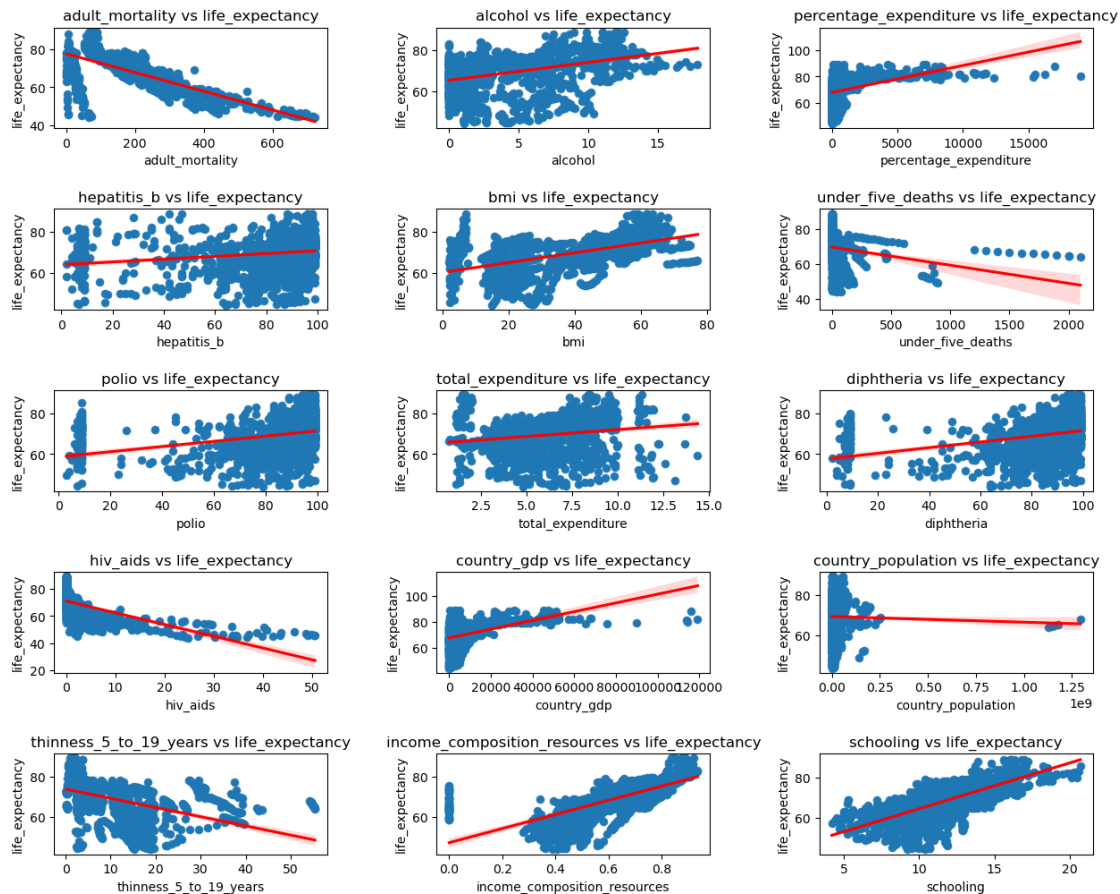 adult_mortality vs life_expectancy
life_expectancy
80
60
40
0 200 400 600
adult_mortality
alcohol vs life_expectancy
life_expectancy
80
60
0 5 10 15
alcohol
percentage_expenditure vs life_expectancy
life_expectancy
100
80
60
0 5000 10000 15000
percentage_expenditure
hepatitis_b vs life_expectancy
life_expectancy
80
60
0 20 40 60 80 100
hepatitis_b
bmi vs life_expectancy
life_expectancy
80
60
0 20 40 60 80
bmi
under_five_deaths vs life_expectancy
life_expectancy
80
60
40
0 500 1000 1500 2000
under_five_deaths
polio vs life_expectancy
life_expectancy
80
60
0 20 40 60 80 100
polio
total_expenditure vs life_expectancy
life_expectancy
80
60
2.5 5.0 7.5 10.0 12.5 15.0
total_expenditure
diphtheria vs life_expectancy
life_expectancy
80
60
0 20 40 60 80 100
diphtheria
hiv_aids vs life_expectancy
life_expectancy
80
60
40
20
0 10 20 30 40 50
hiv_aids
country_gdp vs life_expectancy
life_expectancy
100
80
60
0 20000 40000 60000 80000 100000 120000
country_gdp
country_population vs life_expectancy
life_expectancy
80
60
0.00 0.25 0.50 0.75 1.00 1.25
1e9
country_population
thinness_5_to_19_years vs life_expectancy
life_expectancy
80
60
0 10 20 30 40 50
thinness_5_to_19_years
income_composition_resources vs life_expectancy
life_expectancy
80
60
0.0 0.2 0.4 0.6 0.8
income_composition_resources
schooling vs life_expectancy
life_expectancy
80
60
5 10 15 20
schooling